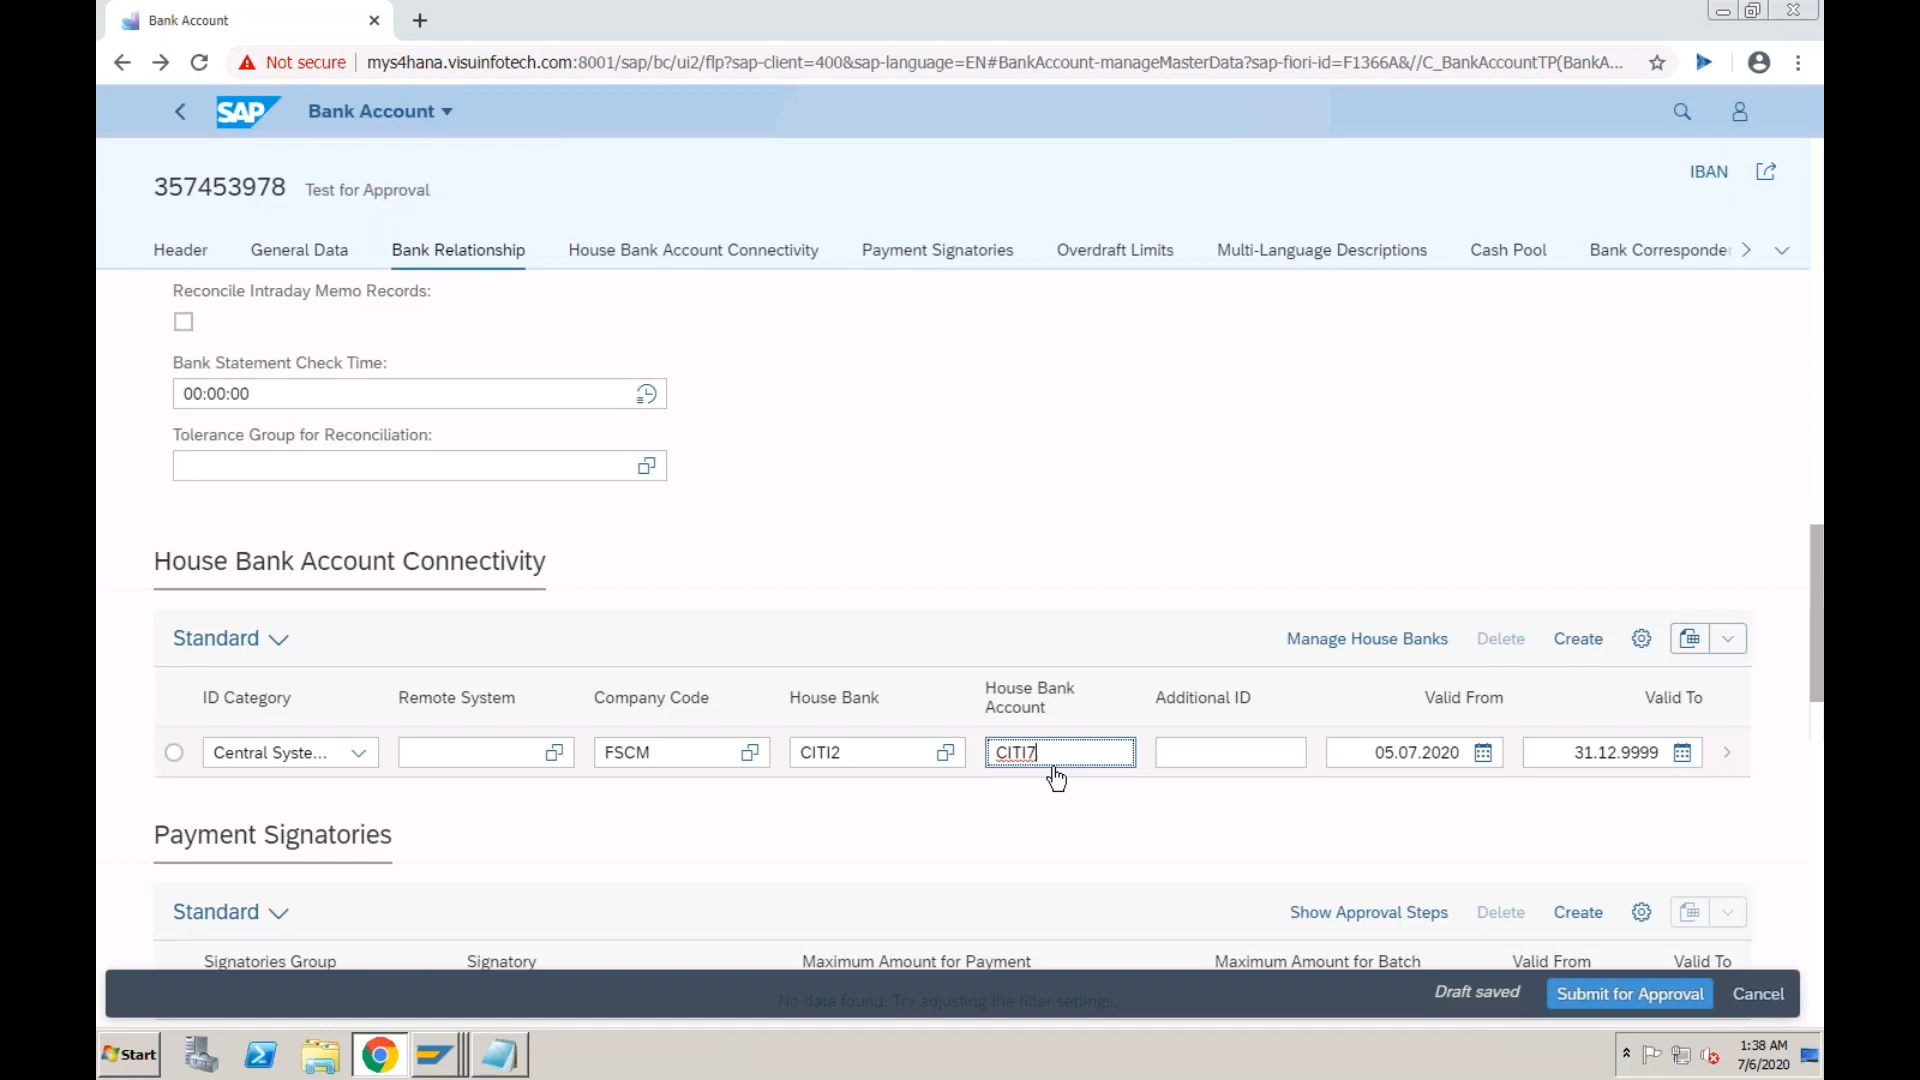 Bank Account
Not secure mys4hana.visuinfotech.com:8001/sap/bc/ui2/flp?sap-client=400&sap-language=EN#BankAccount-manageMasterData?sap-fiori-id=F1366A&//C_BankAccountTP(BankA...
SAP Bank Account
357453978 Test for Approval IBAN
Header General Data Bank Relationship House Bank Account Connectivity Payment Signatories Overdraft Limits Multi-Language Descriptions Cash Pool Bank Corresponde
Reconcile Intraday Memo Records:
Bank Statement Check Time:
00:00:00
Tolerance Group for Reconciliation:
House Bank Account Connectivity
Standard Manage House Banks Delete Create
ID Category Remote System Company Code House Bank House Bank Account Additional ID Valid From Valid To
Central Syste... FSCM CITI2 CITI7 05.07.2020 31.12.9999
Payment Signatories
Standard Show Approval Steps Delete Create
Signatories Group Signatory Maximum Amount for Payment Maximum Amount for Batch Valid From Valid To
No data found. Try adjusting the filter settings.
Draft saved Submit for Approval Cancel
Start 1:38 AM
7/6/2020